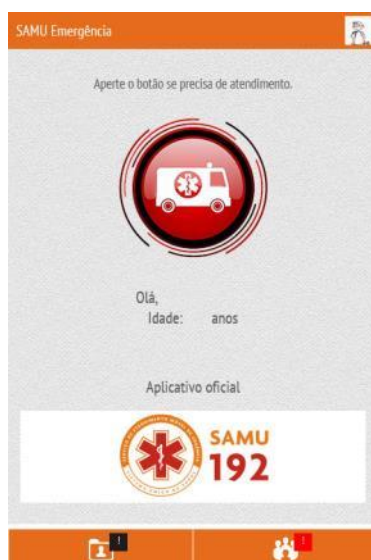 SAMU Emergência
Aperte o botão se precisa de atendimento.
Olá,
Idade: anos
Aplicativo oficial
SAMU
192
!
!